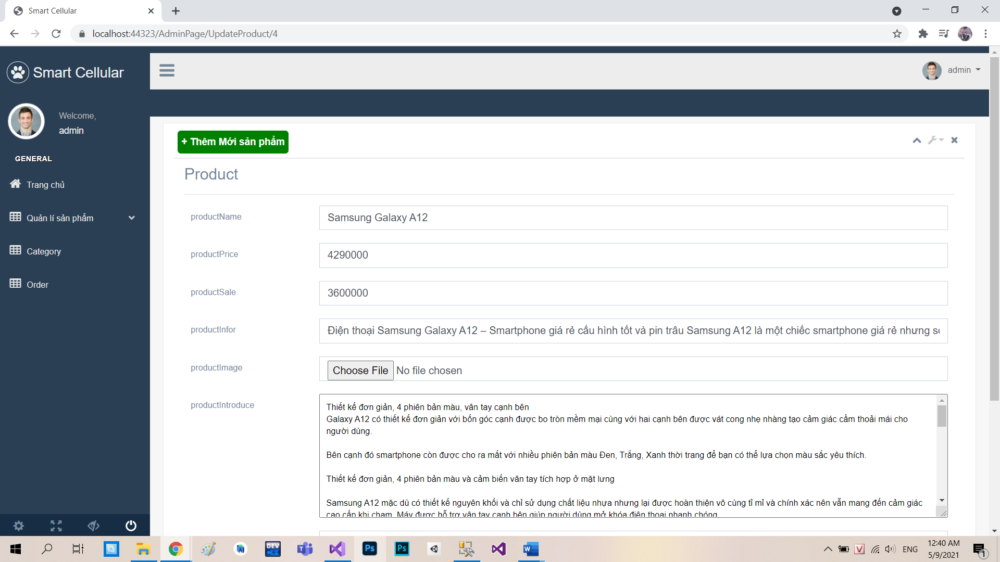 Smart Cellular
localhost:44323/AdminPage/UpdateProduct/4
Smart Cellular
admin
Welcome,
admin
GENERAL
Trang chủ
Quản lí sản phẩm
Category
Order
+ Thêm Mới sản phẩm
Product
productName
Samsung Galaxy A12
productPrice
4290000
productSale
3600000
productInfor
Điện thoại Samsung Galaxy A12 – Smartphone giá rẻ cấu hình tốt và pin trâu Samsung A12 là một chiếc smartphone giá rẻ nhưng
productImage
Choose File No file chosen
productIntroduce
Thiết kế đơn giản, 4 phiên bản màu, vân tay cạnh bên
Galaxy A12 có thiết kế đơn giản với bốn góc cạnh được bo tròn mềm mại cùng với hai cạnh bên được vát cong nhẹ nhàng tạo cảm giác cầm thoải mái cho
người dùng.
Bên cạnh đó smartphone còn được cho ra mắt với nhiều phiên bản màu Đen, Trắng, Xanh thời trang để bạn có thể lựa chọn màu sắc yêu thích.
Thiết kế đơn giản, 4 phiên bản màu và cảm biến vân tay tích hợp ở mặt lưng
Samsung A12 mặc dù có thiết kế nguyên khối và chỉ sử dụng chất liệu nhựa nhưng lại được hoàn thiện vô cùng tỉ mỉ và chính xác nên vẫn mang đến cảm giác
cao cấp khi chạm. Máy được hỗ trợ vân tay cạnh bên giúp người dùng mở khóa điện thoại nhanh chóng.
DEV
C++
Ps
Ps
W
V
ENG
12:40 AM
5/9/2021
1